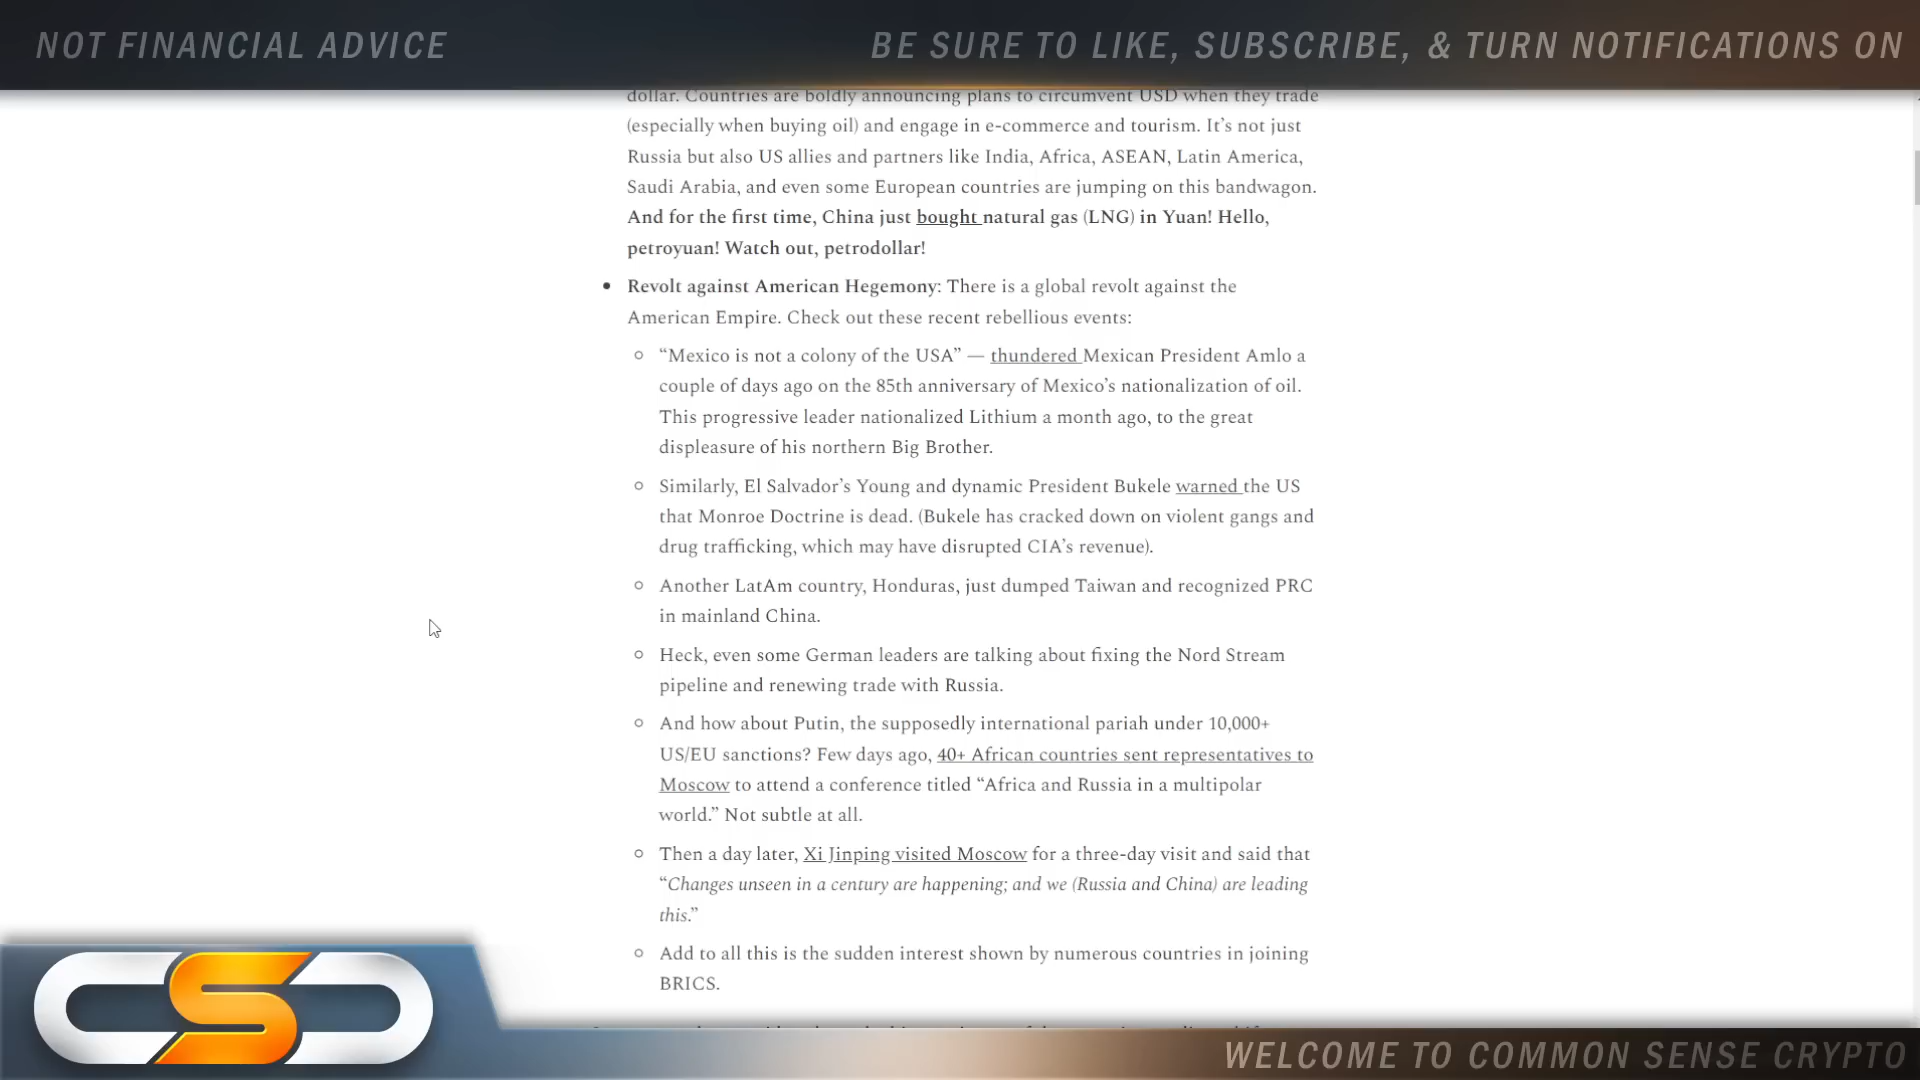 NOT FINANCIAL ADVICE
BE SURE TO LIKE, SUBSCRIBE, & TURN NOTIFICATIONS ON
dollar. Countries are boldly announcing plans to circumvent USD when they trade
(especially when buying oil) and engage in e-commerce and tourism. It’s not just
Russia but also US allies and partners like India, Africa, ASEAN, Latin America,
Saudi Arabia, and even some European countries are jumping on this bandwagon.
And for the first time, China just bought natural gas (LNG) in Yuan! Hello,
petroyuan! Watch out, petrodollar!
• Revolt against American Hegemony: There is a global revolt against the
American Empire. Check out these recent rebellious events:
○ “Mexico is not a colony of the USA” — thundered Mexican President Amlo a
couple of days ago on the 85th anniversary of Mexico’s nationalization of oil.
This progressive leader nationalized Lithium a month ago, to the great
displeasure of his northern Big Brother.
○ Similarly, El Salvador’s Young and dynamic President Bukele warned the US
that Monroe Doctrine is dead. (Bukele has cracked down on violent gangs and
drug trafficking, which may have disrupted CIA’s revenue).
○ Another LatAm country, Honduras, just dumped Taiwan and recognized PRC
in mainland China.
○ Heck, even some German leaders are talking about fixing the Nord Stream
pipeline and renewing trade with Russia.
○ And how about Putin, the supposedly international pariah under 10,000+
US/EU sanctions? Few days ago, 40+ African countries sent representatives to
Moscow to attend a conference titled “Africa and Russia in a multipolar
world.” Not subtle at all.
○ Then a day later, Xi Jinping visited Moscow for a three-day visit and said that
“Changes unseen in a century are happening; and we (Russia and China) are leading
this.”
○ Add to all this is the sudden interest shown by numerous countries in joining
BRICS.
CSC
WELCOME TO COMMON SENSE CRYPTO